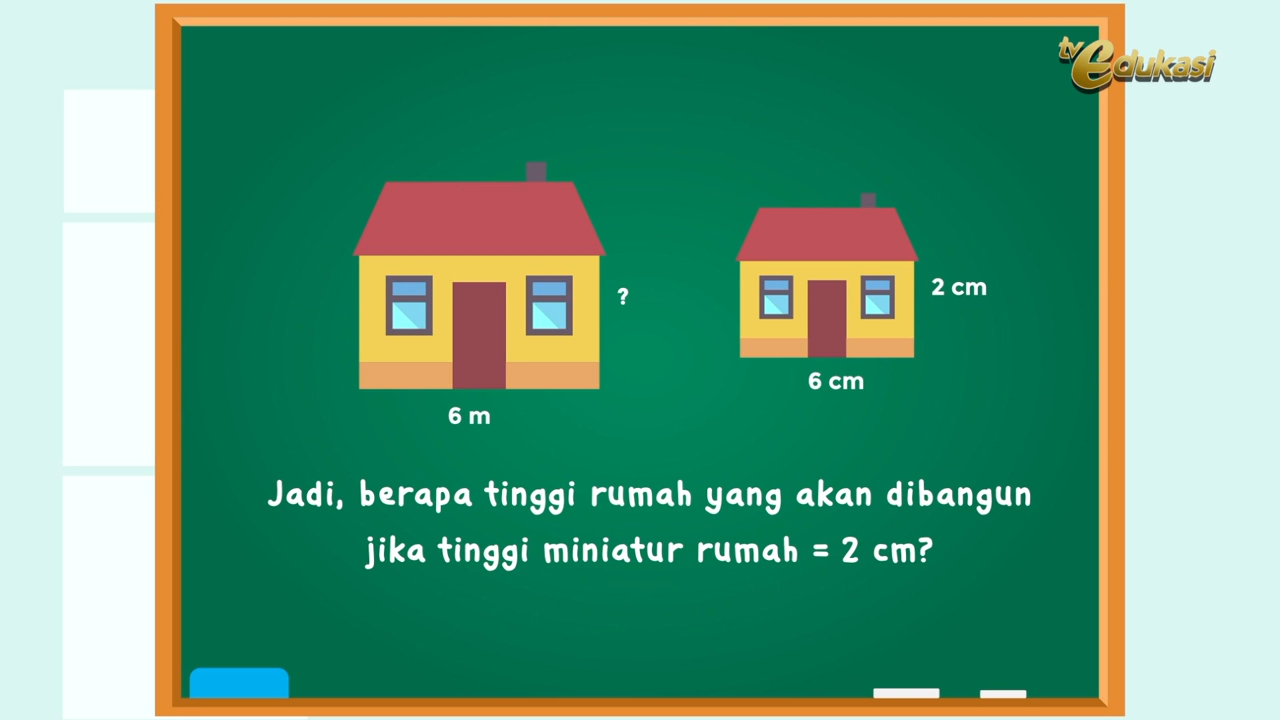 tv edukasi
?
2 cm
6 cm
6 m
Jadi, berapa tinggi rumah yang akan dibangun
jika tinggi miniatur rumah = 2 cm?